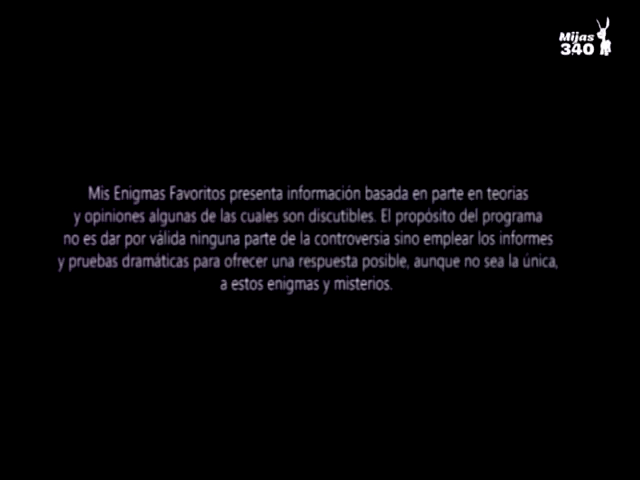 Mijas
340
Mis Enigmas Favoritos presenta información basada en parte en teorias
y opiniones algunas de las cuales son discutibles. El propósito del programa
no es dar por válida ninguna parte de la controversia sino emplear los informes
y pruebas dramáticas para ofrecer una respuesta posible, aunque no sea la única,
a estos enigmas y misterios.